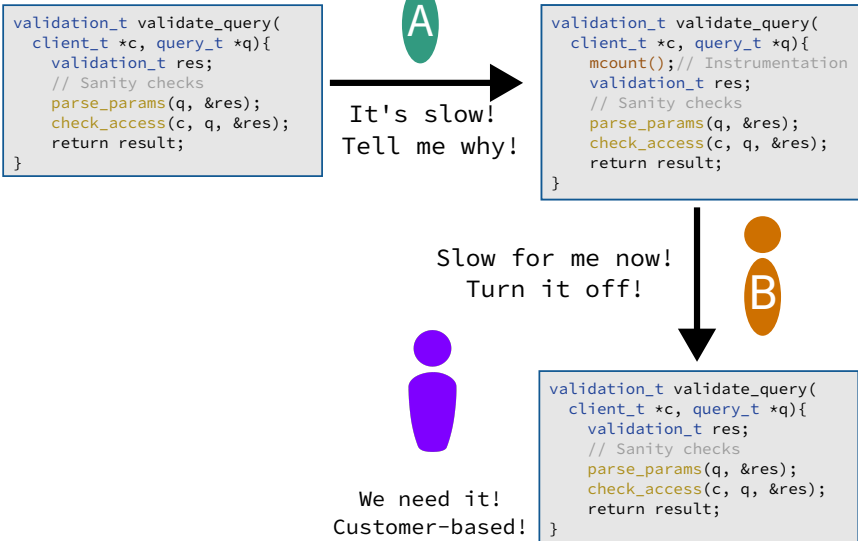 validation_t validate_query(
client_t *c, query_t *q){
validation_t res;
// Sanity checks
parse_params(q, &res);
check_access(c, q, &res);
return result;
}
A
It's slow!
Tell me why!
validation_t validate_query(
client_t *c, query_t *q){
mcount();// Instrumentation
validation_t res;
// Sanity checks
parse_params(q, &res);
check_access(c, q, &res);
return result;
}
Slow for me now!
Turn it off!
B
We need it!
Customer-based!
validation_t validate_query(
client_t *c, query_t *q){
validation_t res;
// Sanity checks
parse_params(q, &res);
check_access(c, q, &res);
return result;
}